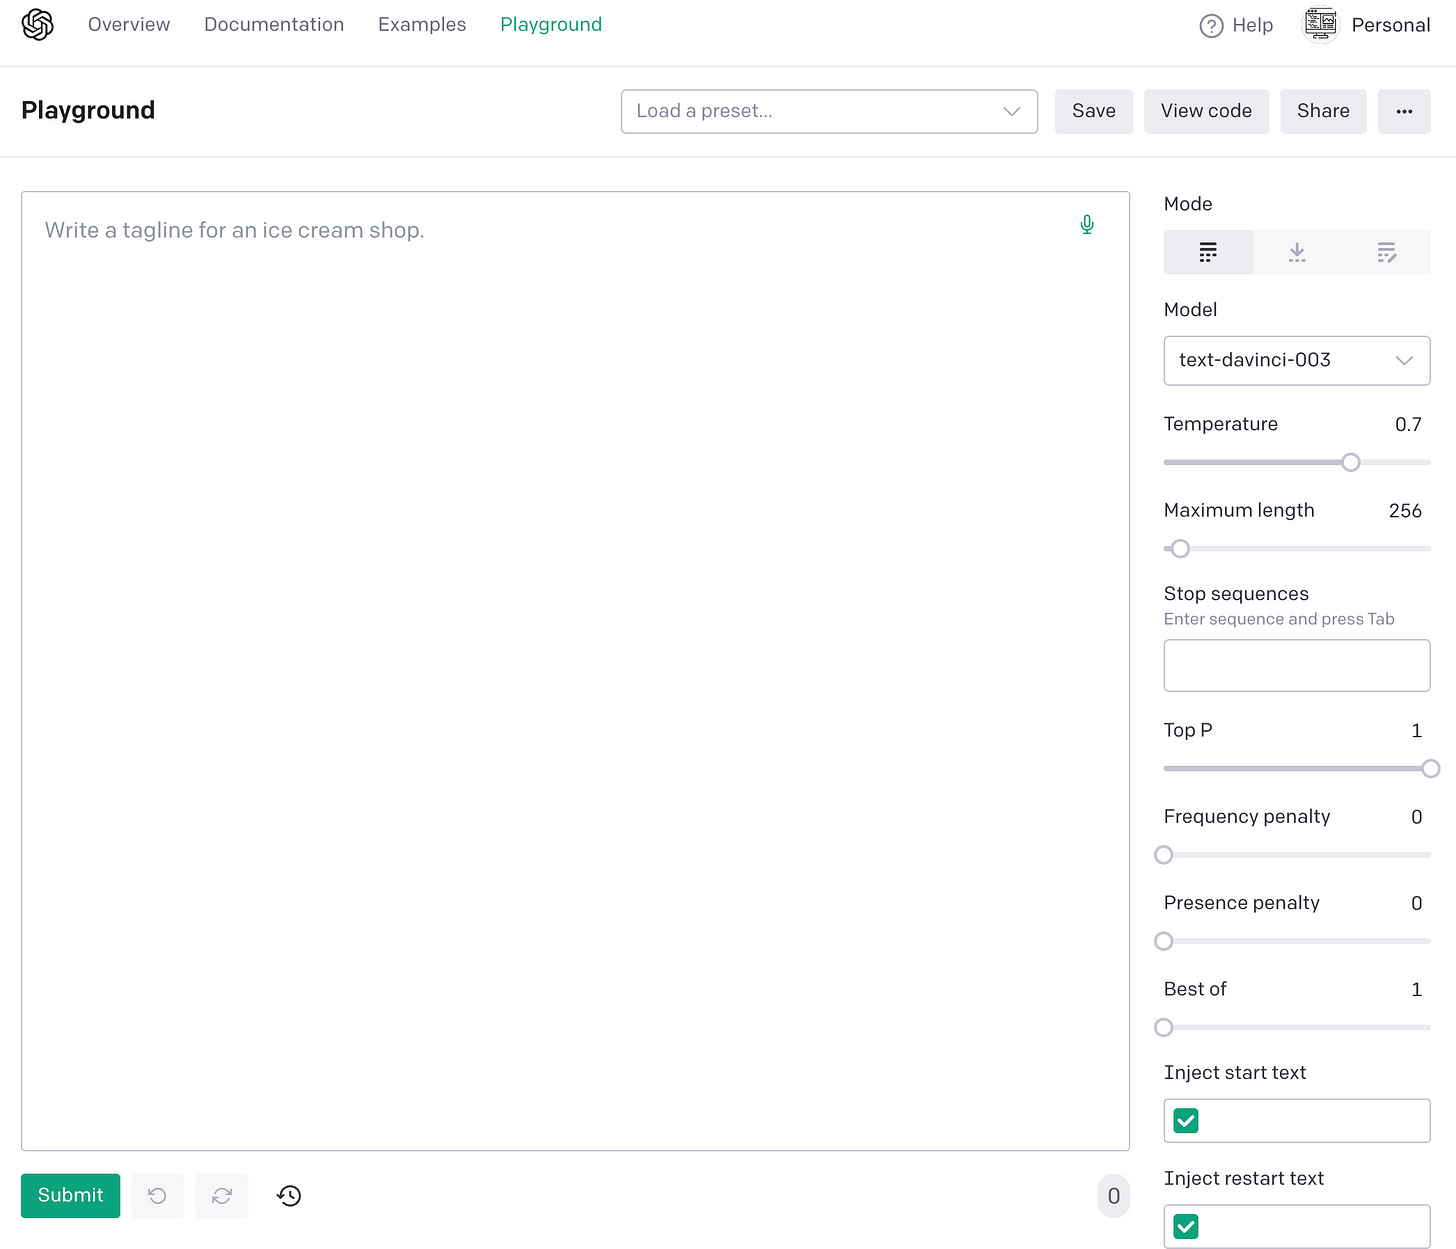 Overview Documentation Examples Playground Help Personal
Playground Load a preset... Save View code Share ...
Write a tagline for an ice cream shop.
Mode
Model
text-davinci-003
Temperature 0.7
Maximum length 256
Stop sequences
Enter sequence and press Tab
Top P 1
Frequency penalty 0
Presence penalty 0
Best of 1
Inject start text
Inject restart text
Submit 0